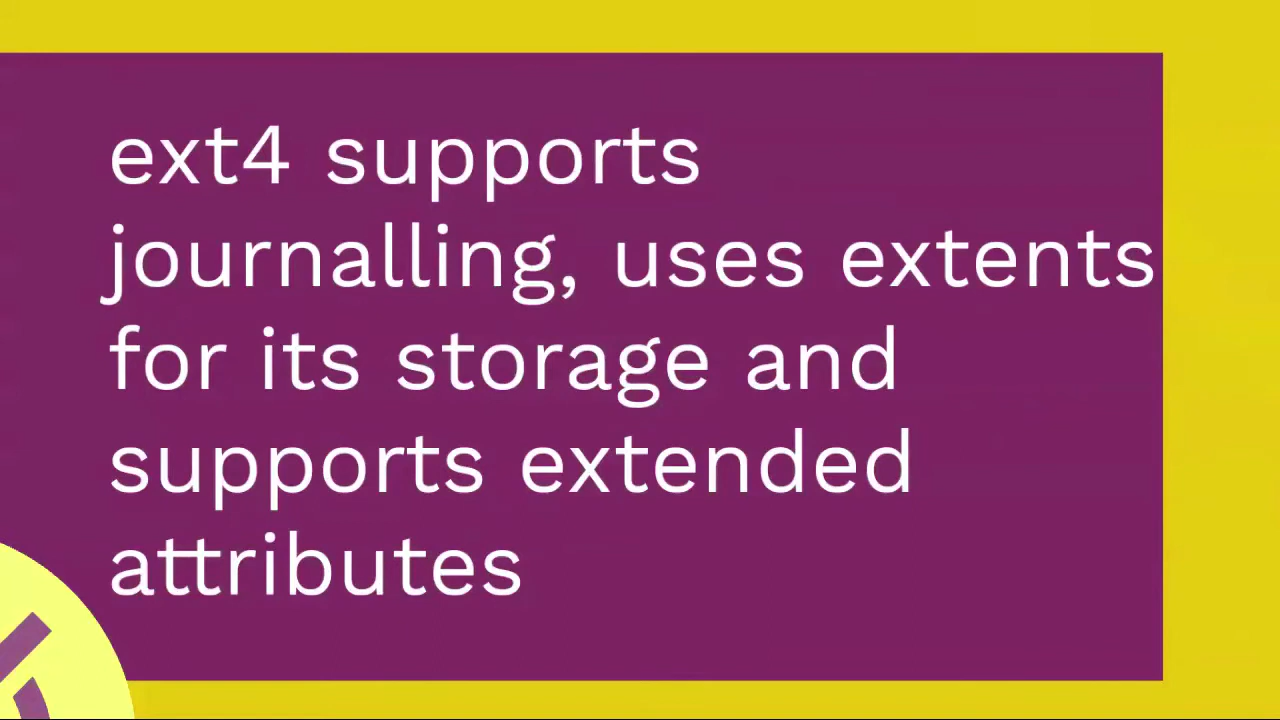 ext4 supports
journalling, uses extents
for its storage and
supports extended
attributes